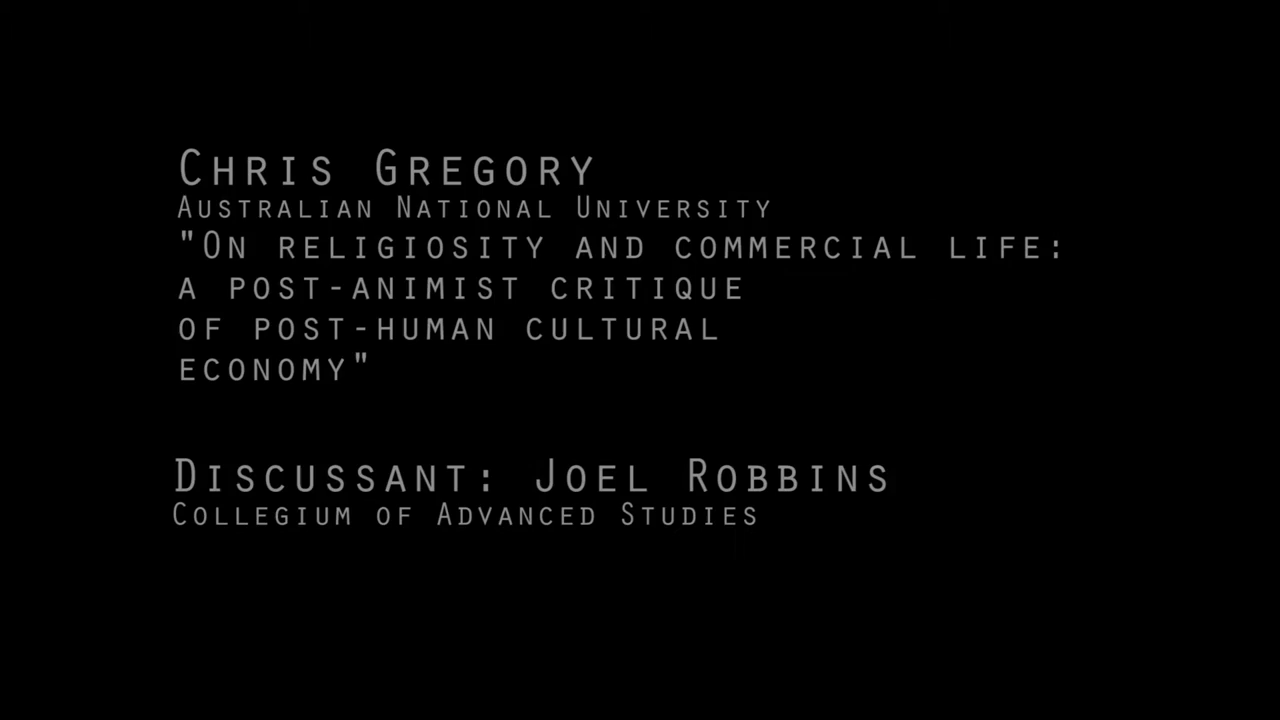 Chris Gregory
Australian National University
"On religiosity and commercial life:
a post-animist critique
of post-human cultural
economy"
Discussant: Joel Robbins
Collegium of Advanced Studies